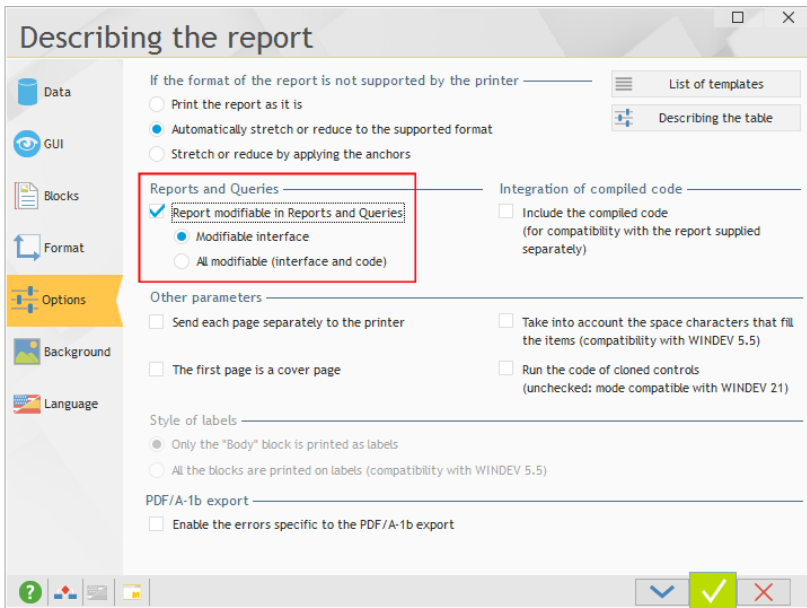 Describing the report
Data
GUI
Blocks
Format
Options
Background
Language
If the format of the report is not supported by the printer
Print the report as it is
Automatically stretch or reduce to the supported format
Stretch or reduce by applying the anchors
List of templates
Describing the table
Reports and Queries
Report modifiable in Reports and Queries
Modifiable interface
All modifiable (interface and code)
Integration of compiled code
Include the compiled code
(for compatibility with the report supplied
separately)
Other parameters
Send each page separately to the printer
The first page is a cover page
Take into account the space characters that fill
the items (compatibility with WINDEV 5.5)
Run the code of cloned controls
(unchecked: mode compatible with WINDEV 21)
Style of labels
Only the "Body" block is printed as labels
All the blocks are printed on labels (compatibility with WINDEV 5.5)
PDF/A-1b export
Enable the errors specific to the PDF/A-1b export
?